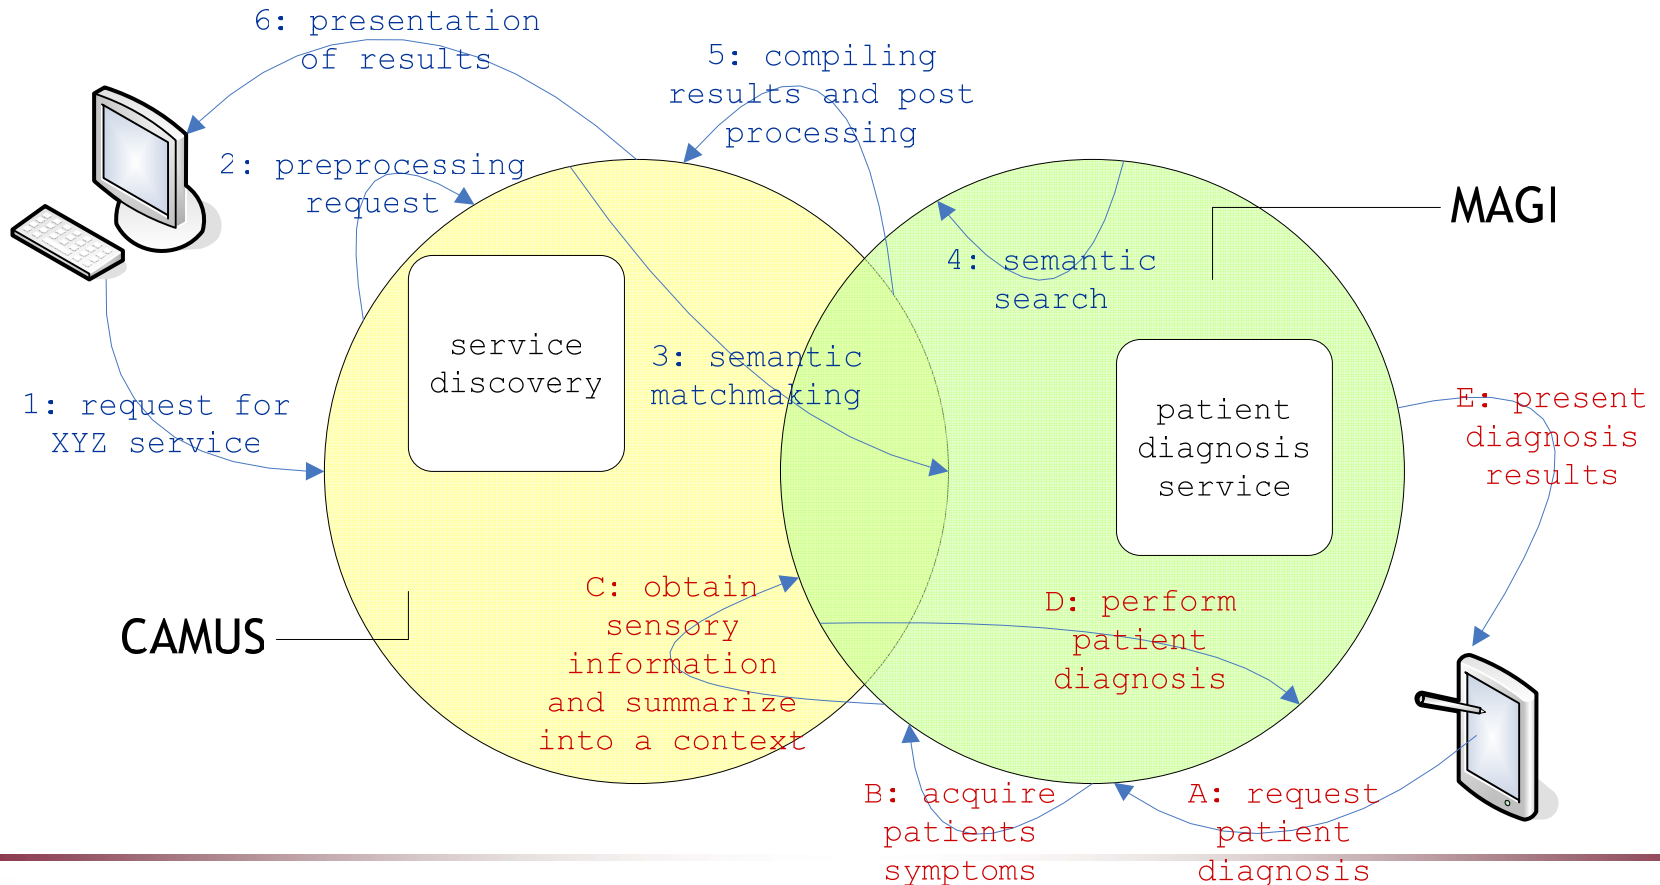 6: presentation
of results
5: compiling
results and post
processing
2: preprocessing
request
MAGI
4: semantic
search
service
discovery
3: semantic
matchmaking
1: request for
XYZ service
patient
diagnosis
service
E: present
diagnosis
results
CAMUS
C: obtain
sensory
information
and summarize
into a context
D: perform
patient
diagnosis
B: acquire
patients
symptoms
A: request
patient
diagnosis